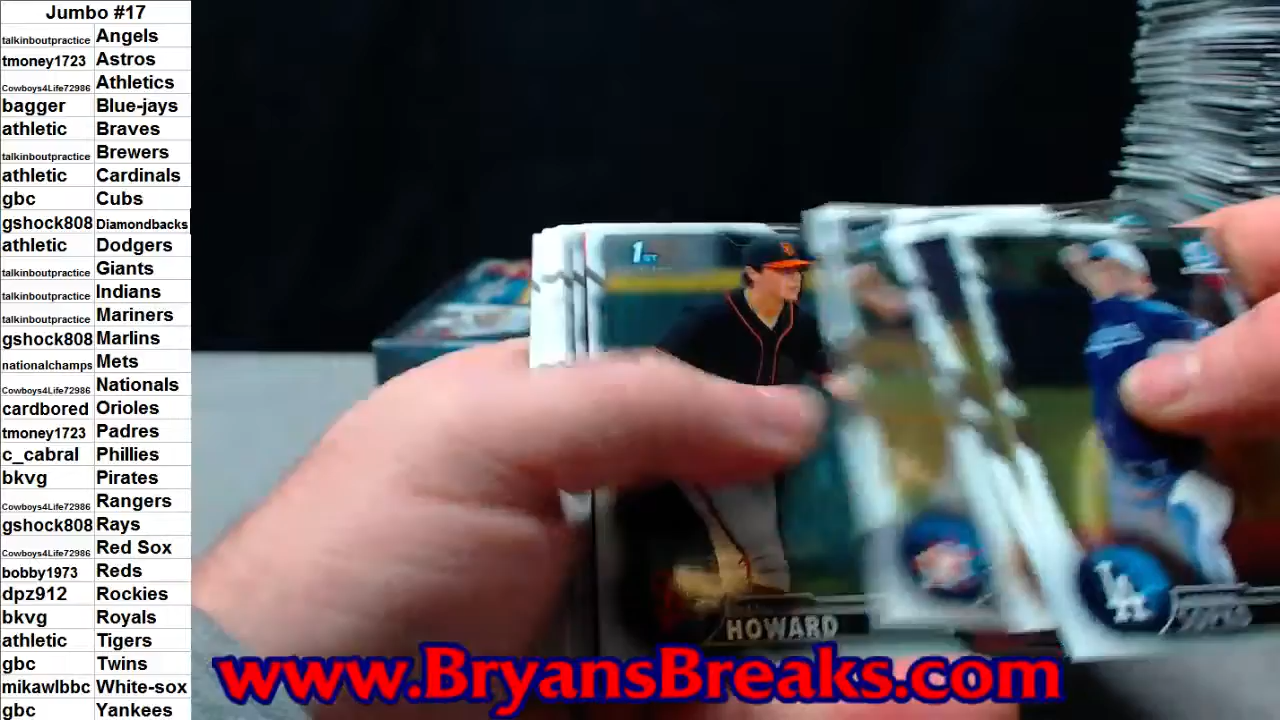 Jumbo #17
talkinboutpractice Angels
tmoney1723 Astros
Cowboys4Life72986 Athletics
bagger Blue-jays
athletic Braves
talkinboutpractice Brewers
athletic Cardinals
gbc Cubs
gshock808 Diamondbacks
athletic Dodgers
talkinboutpractice Giants
talkinboutpractice Indians
talkinboutpractice Mariners
gshock808 Marlins
nationalchamps Mets
Cowboys4Life72986 Nationals
cardbored Orioles
tmoney1723 Padres
c_cabral Phillies
bkvg Pirates
Cowboys4Life72986 Rangers
gshock808 Rays
Cowboys4Life72986 Red Sox
bobby1973 Reds
dpz912 Rockies
bkvg Royals
athletic Tigers
gbc Twins
mikawlbbc White-sox
gbc Yankees
1ST
HOWARD
LA
www.BryansBreaks.com